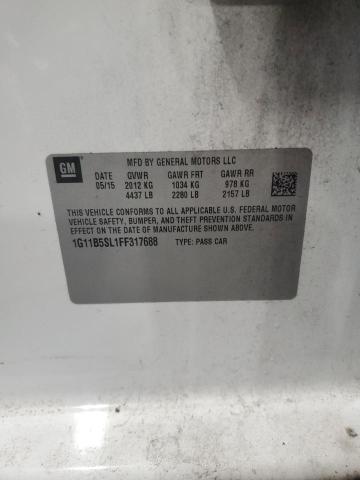 GM
MFD BY GENERAL MOTORS LLC
DATE GVWR GAWR FRT GAWR RR
05/15 2012 KG 1034 KG 978 KG
4437 LB 2280 LB 2157 LB
THIS VEHICLE CONFORMS TO ALL APPLICABLE U.S. FEDERAL MOTOR
VEHICLE SAFETY, BUMPER, AND THEFT PREVENTION STANDARDS IN
EFFECT ON THE DATE OF MANUFACTURE SHOWN ABOVE.
1G11B5SL1FF317688 TYPE: PASS CAR